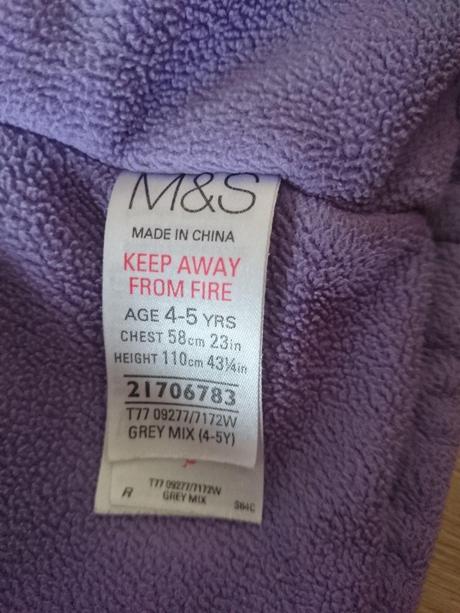 M&S
MADE IN CHINA
KEEP AWAY
FROM FIRE
AGE 4-5 YRS
CHEST 58cm 23in
HEIGHT 110cm 43¼in
21706783
T77 09277/7172W
GREY MIX (4-5Y)
T77 09277/7172W
R GREY MIX S64C